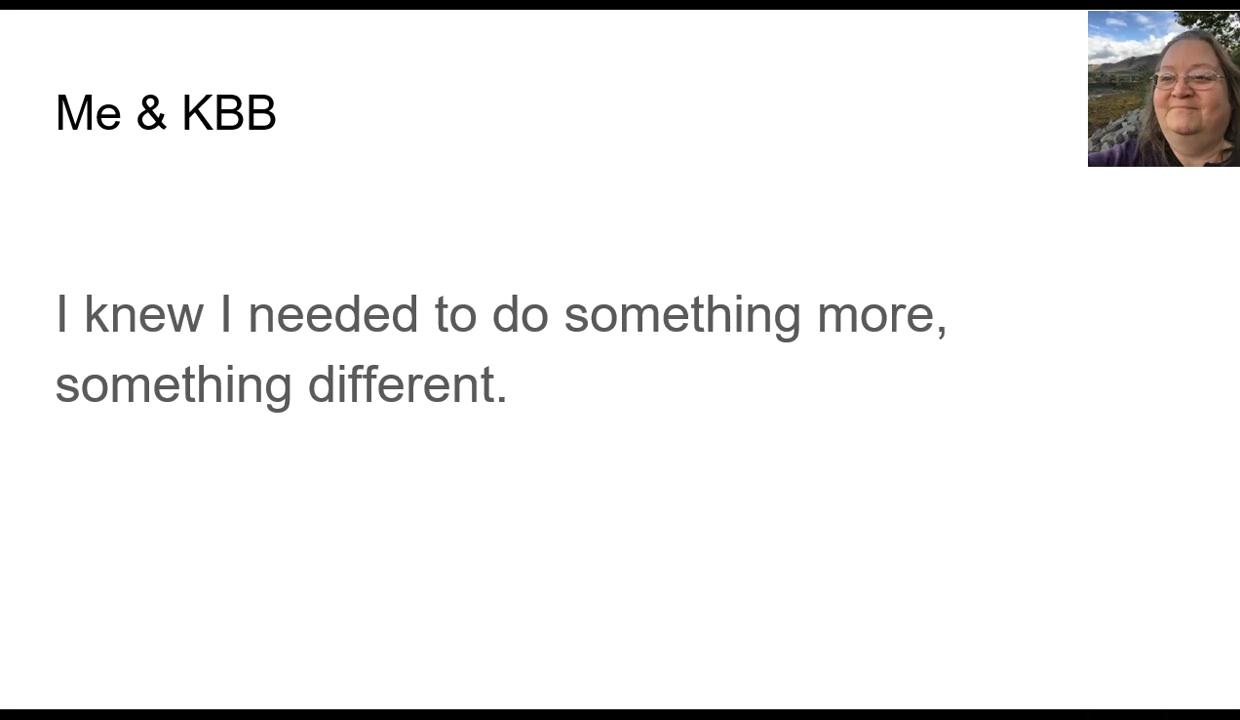 Me & KBB
I knew I needed to do something more,
something different.